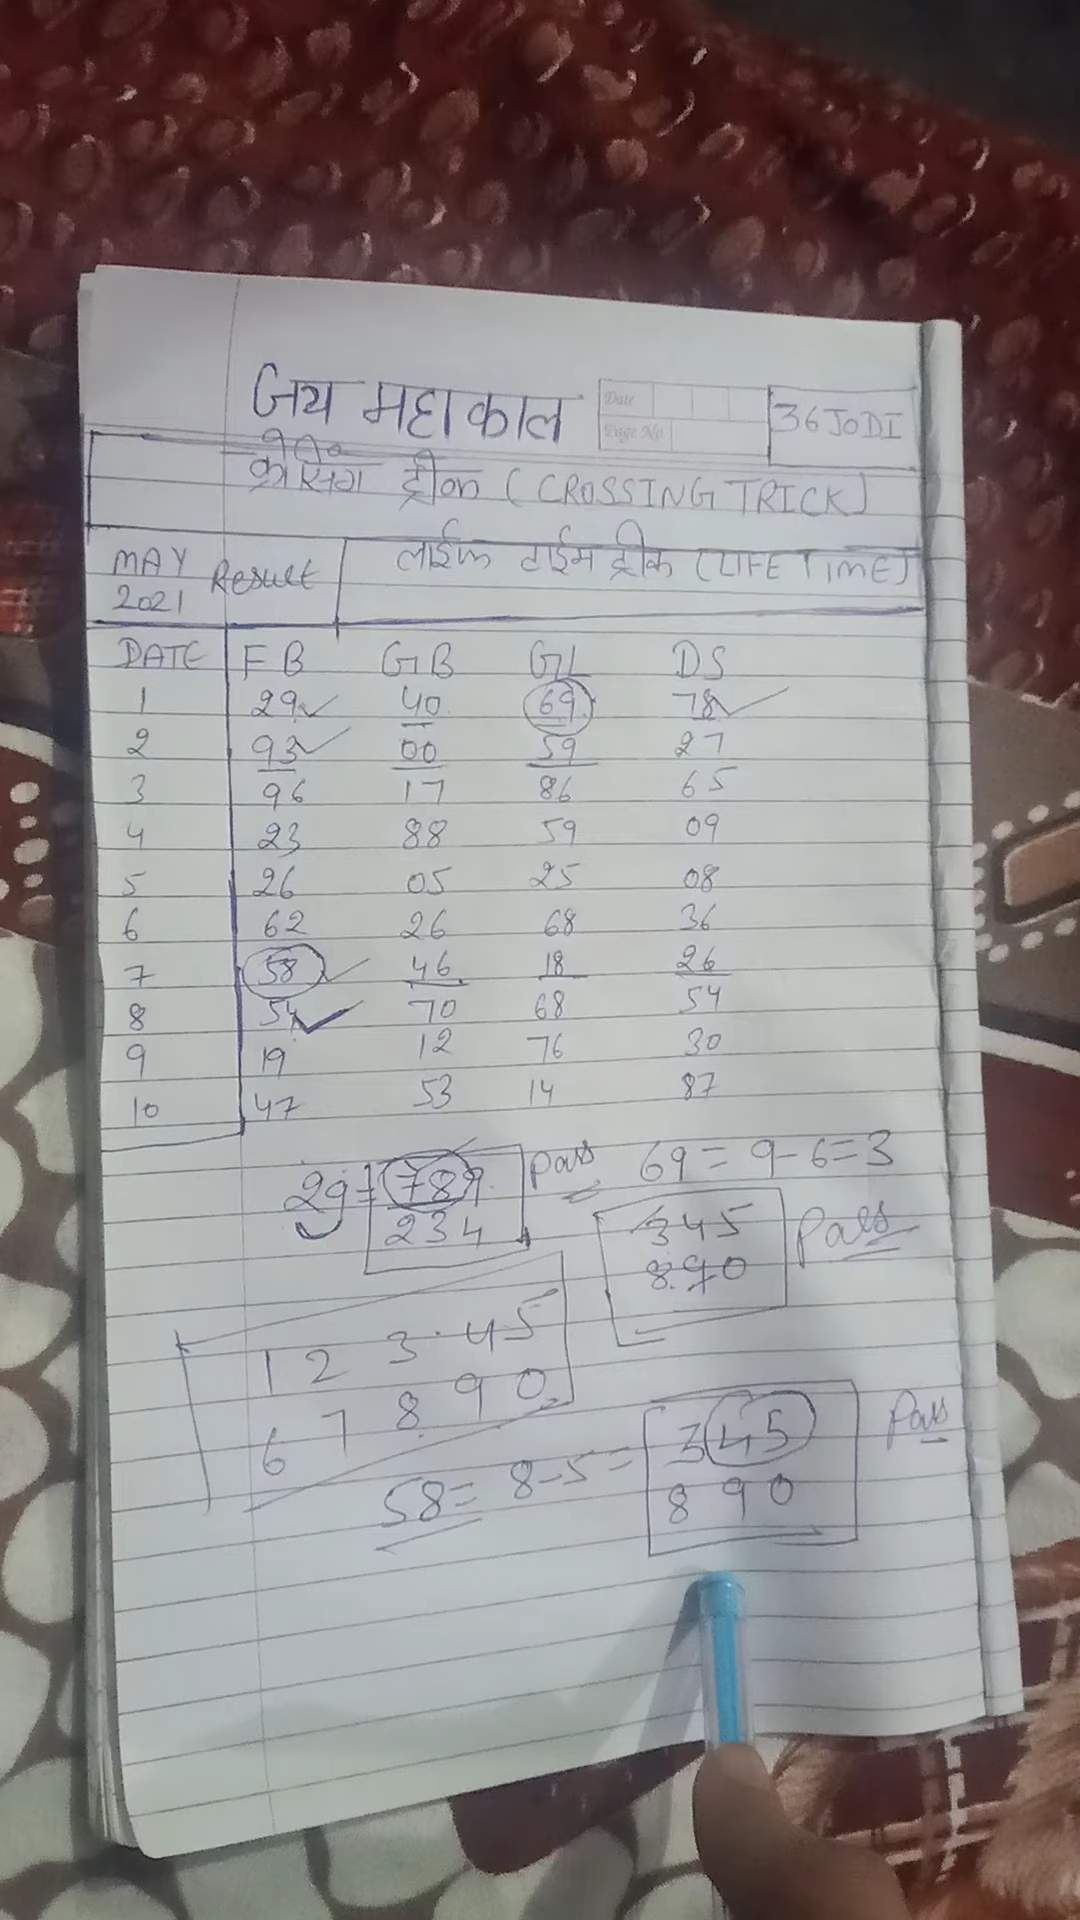 जय महाकाल
Date
Page No.
36 JODI
क्रोसिंग ट्रीक (CROSSING TRICK)
MAY 2021 Result
लाईफ टाईम ट्रीक (LIFE TIME)
DATE FB GB GL DS
1 29 40 69 78
2 93 00 59 27
3 96 17 86 65
4 23 88 59 09
5 26 05 25 08
6 62 26 68 36
7 58 46 18 26
8 54 70 68 54
9 19 12 76 30
10 47 53 14 87
29= 789 Pass
234
69 = 9-6=3
345 Pass
890
1 2 3 4 5
6 7 8 9 0
58= 8-5= 345 Pass
890